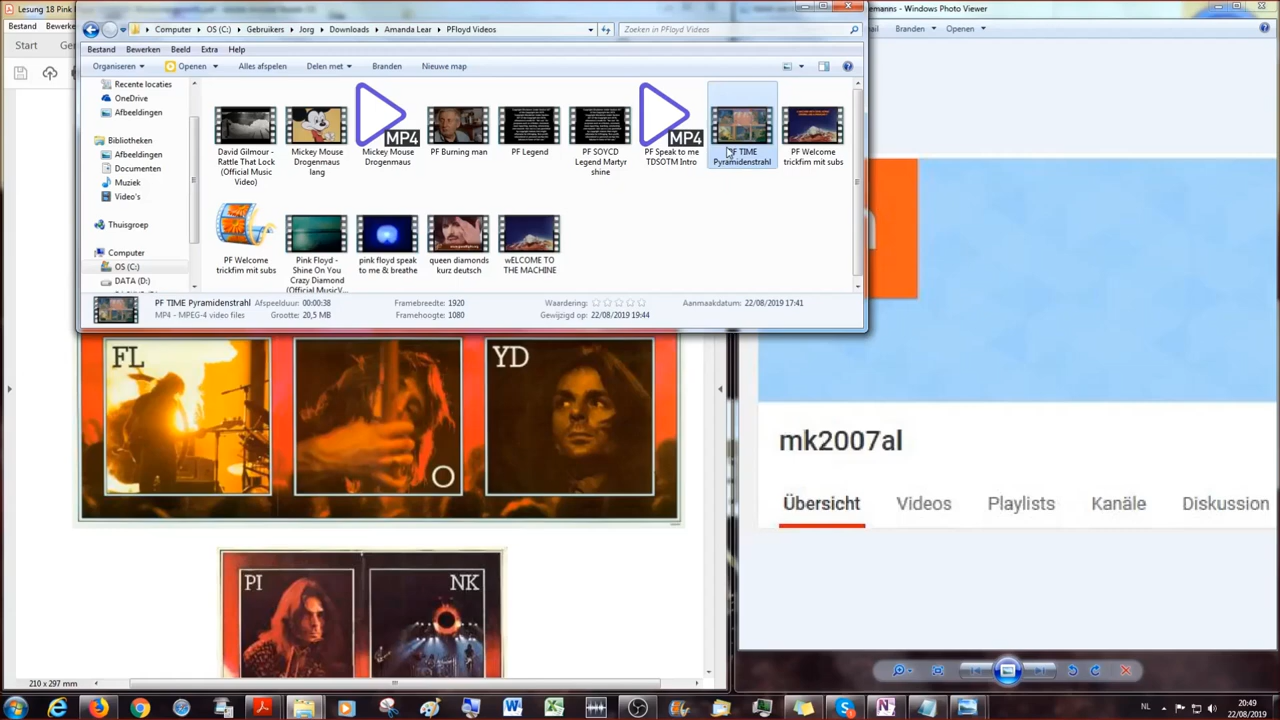 Lesung 18 Pink
Bestand Bewerke
Start
Computer ▸ OS (C:) ▸ Gebruikers ▸ Jorg ▸ Downloads ▸ Amanda Lear ▸ PFloyd Videos
Zoeken in PFloyd Videos
Bestand Bewerken Beeld Extra Help
Organiseren Openen Alles afspelen Delen met Branden Nieuwe map
Recente locaties
OneDrive
Afbeeldingen
Bibliotheken
Afbeeldingen
Documenten
Muziek
Video's
Thuisgroep
Computer
OS (C:)
DATA (D:)
David Gilmour -
Rattle That Lock
(Official Music
Video)
Mickey Mouse
Drogenmaus
lang
MP4
Mickey Mouse
Drogenmaus
PF Burning man
PF Legend
PF SOYCD
Legend Martyr
shine
MP4
PF Speak to me
TDSOTM Intro
PF TIME
Pyramidenstrahl
PF Welcome
trickfim mit subs
PF Welcome
trickfim mit subs
Pink Floyd -
Shine On You
Crazy Diamond
(Official MusicV...
pink floyd speak
to me & breathe
queen diamonds
kurz deutsch
wELCOME TO
THE MACHINE
PF TIME Pyramidenstrahl Afspeelduur: 00:00:38 Framebreedte: 1920 Waardering: Aanmaakdatum: 22/08/2019 17:41
MP4 - MPEG-4 video files Grootte: 20,5 MB Framehoogte: 1080 Gewijzigd op: 22/08/2019 19:44
FL
O
YD
PI
NK
210 x 297 mm
- Windows Photo Viewer
Branden Openen
mk2007al
Übersicht Videos Playlists Kanäle Diskussion
NL
20:49
22/08/2019